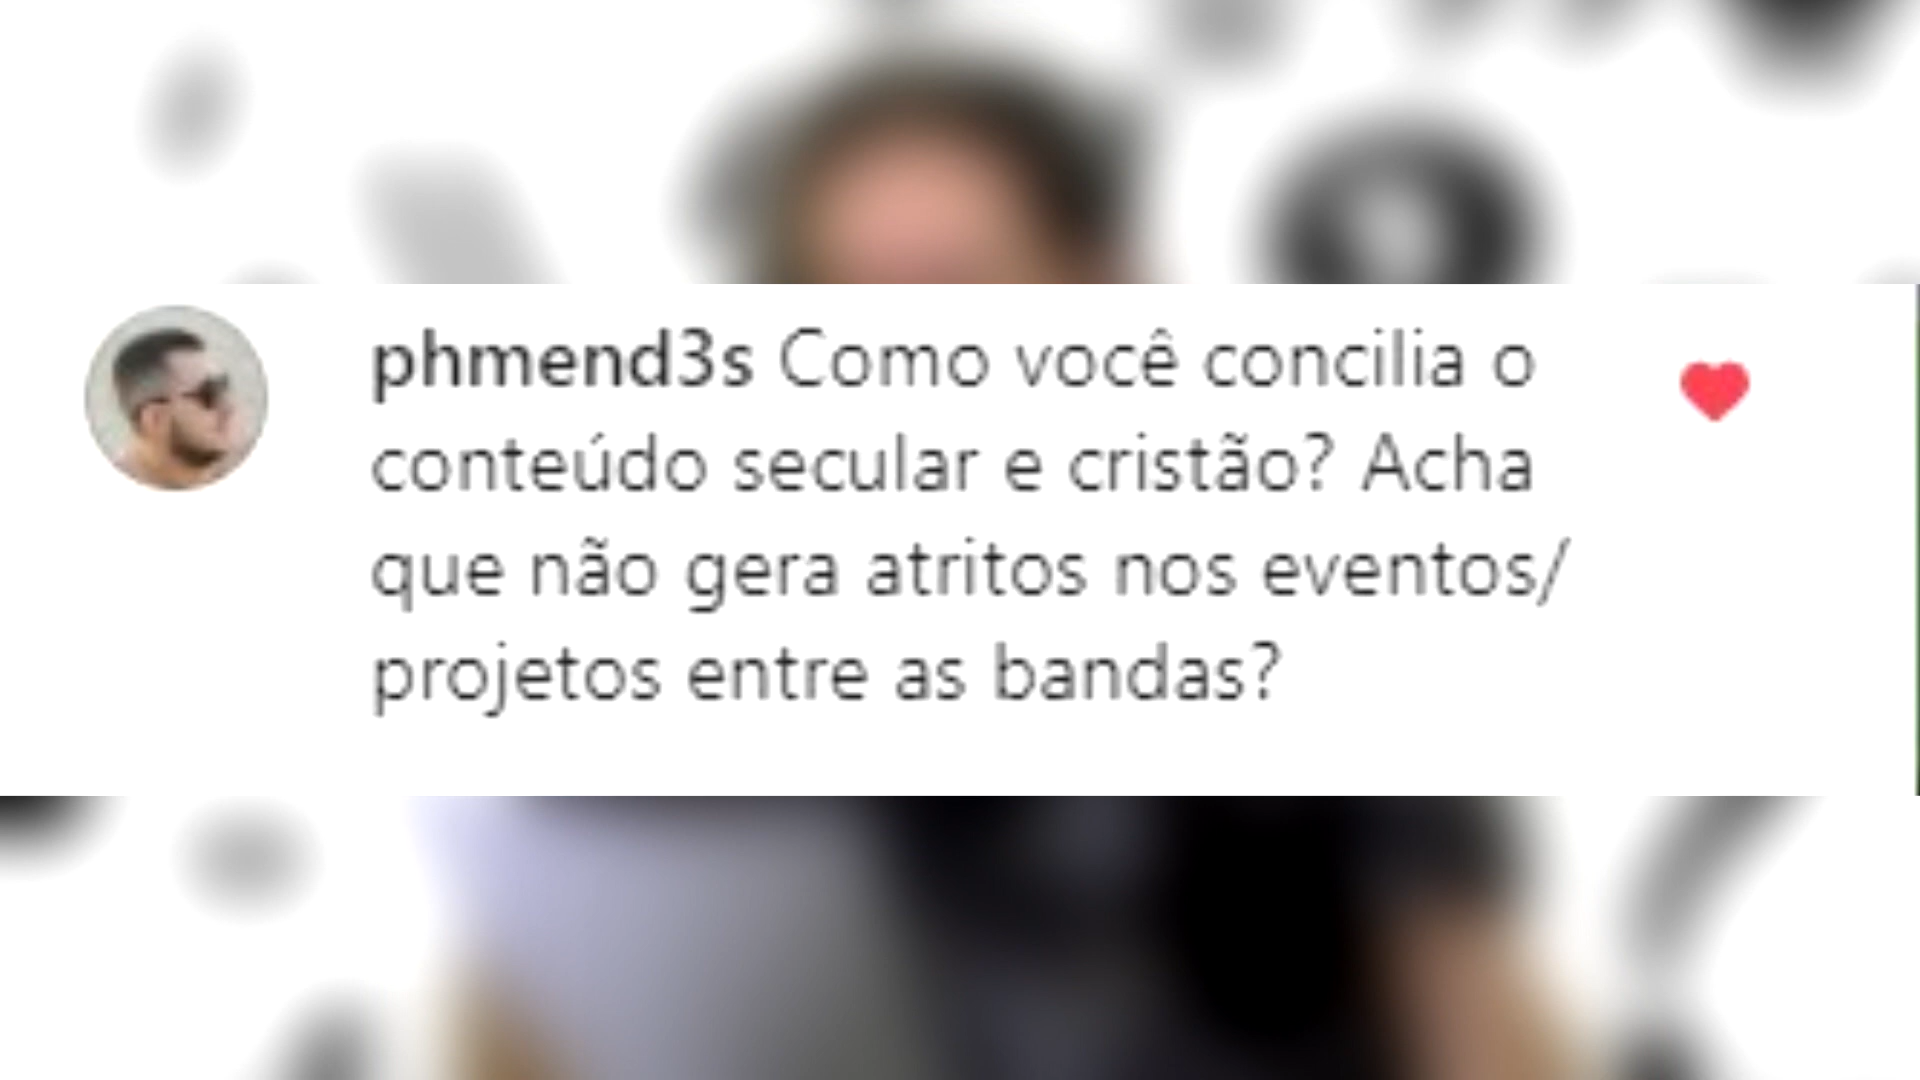 phmend3s Como você concilia o
conteúdo secular e cristão? Acha
que não gera atritos nos eventos/
projetos entre as bandas?